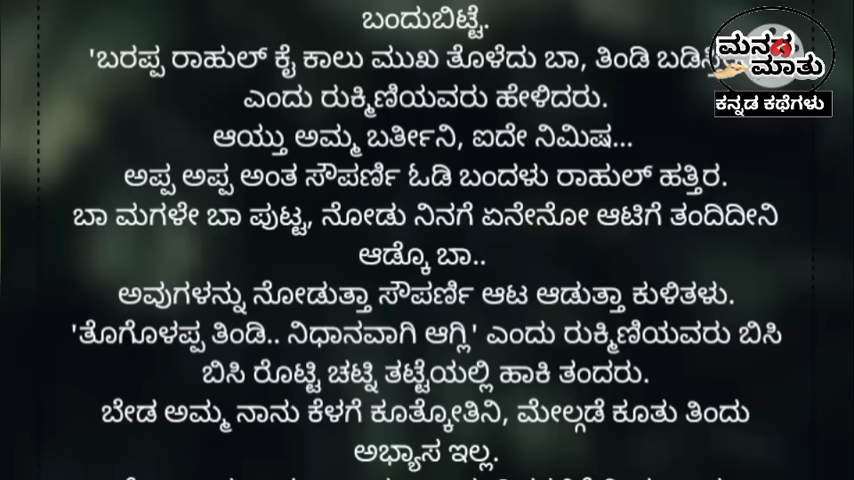 ಬಂದುಬಿಟ್ಟೆ.
'ಬರಪ್ಪ ರಾಹುಲ್ ಕೈ ಕಾಲು ಮುಖ ತೊಳೆದು ಬಾ, ತಿಂಡಿ
ಎಂದು ರುಕ್ಮಿಣಿಯವರು ಹೇಳಿದರು.
ಆಯ್ತು ಅಮ್ಮ ಬರ್ತೀನಿ, ಐದೇ ನಿಮಿಷ...
ಅಪ್ಪ ಅಪ್ಪ ಅಂತ ಸೌಪರ್ಣಿ ಓಡಿ ಬಂದಳು ರಾಹುಲ್ ಹತ್ತಿರ.
ಬಾ ಮಗಳೇ ಬಾ ಪುಟ್ಟ, ನೋಡು ನಿನಗೆ ಏನೇನೋ ಆಟಿಗೆ ತಂದಿದೀನಿ
ಆಡ್ಕೊ ಬಾ..
ಅವುಗಳನ್ನು ನೋಡುತ್ತಾ ಸೌಪರ್ಣಿ ಆಟ ಆಡುತ್ತಾ ಕುಳಿತಳು.
'ತೊಗೊಳಪ್ಪ ತಿಂಡಿ.. ನಿಧಾನವಾಗಿ ಆಗ್ಲಿ' ಎಂದು ರುಕ್ಮಿಣಿಯವರು ಬಿಸಿ
ಬಿಸಿ ರೊಟ್ಟಿ ಚಟ್ನಿ ತಟ್ಟೆಯಲ್ಲಿ ಹಾಕಿ ತಂದರು.
ಬೇಡ ಅಮ್ಮ ನಾನು ಕೆಳಗೆ ಕೂತ್ಕೋತಿನಿ, ಮೇಲ್ಗಡೆ ಕೂತು ತಿಂದು
ಅಭ್ಯಾಸ ಇಲ್ಲ.
ಮನದ
ಮಾತು
ಕನ್ನಡ ಕಥೆಗಳು